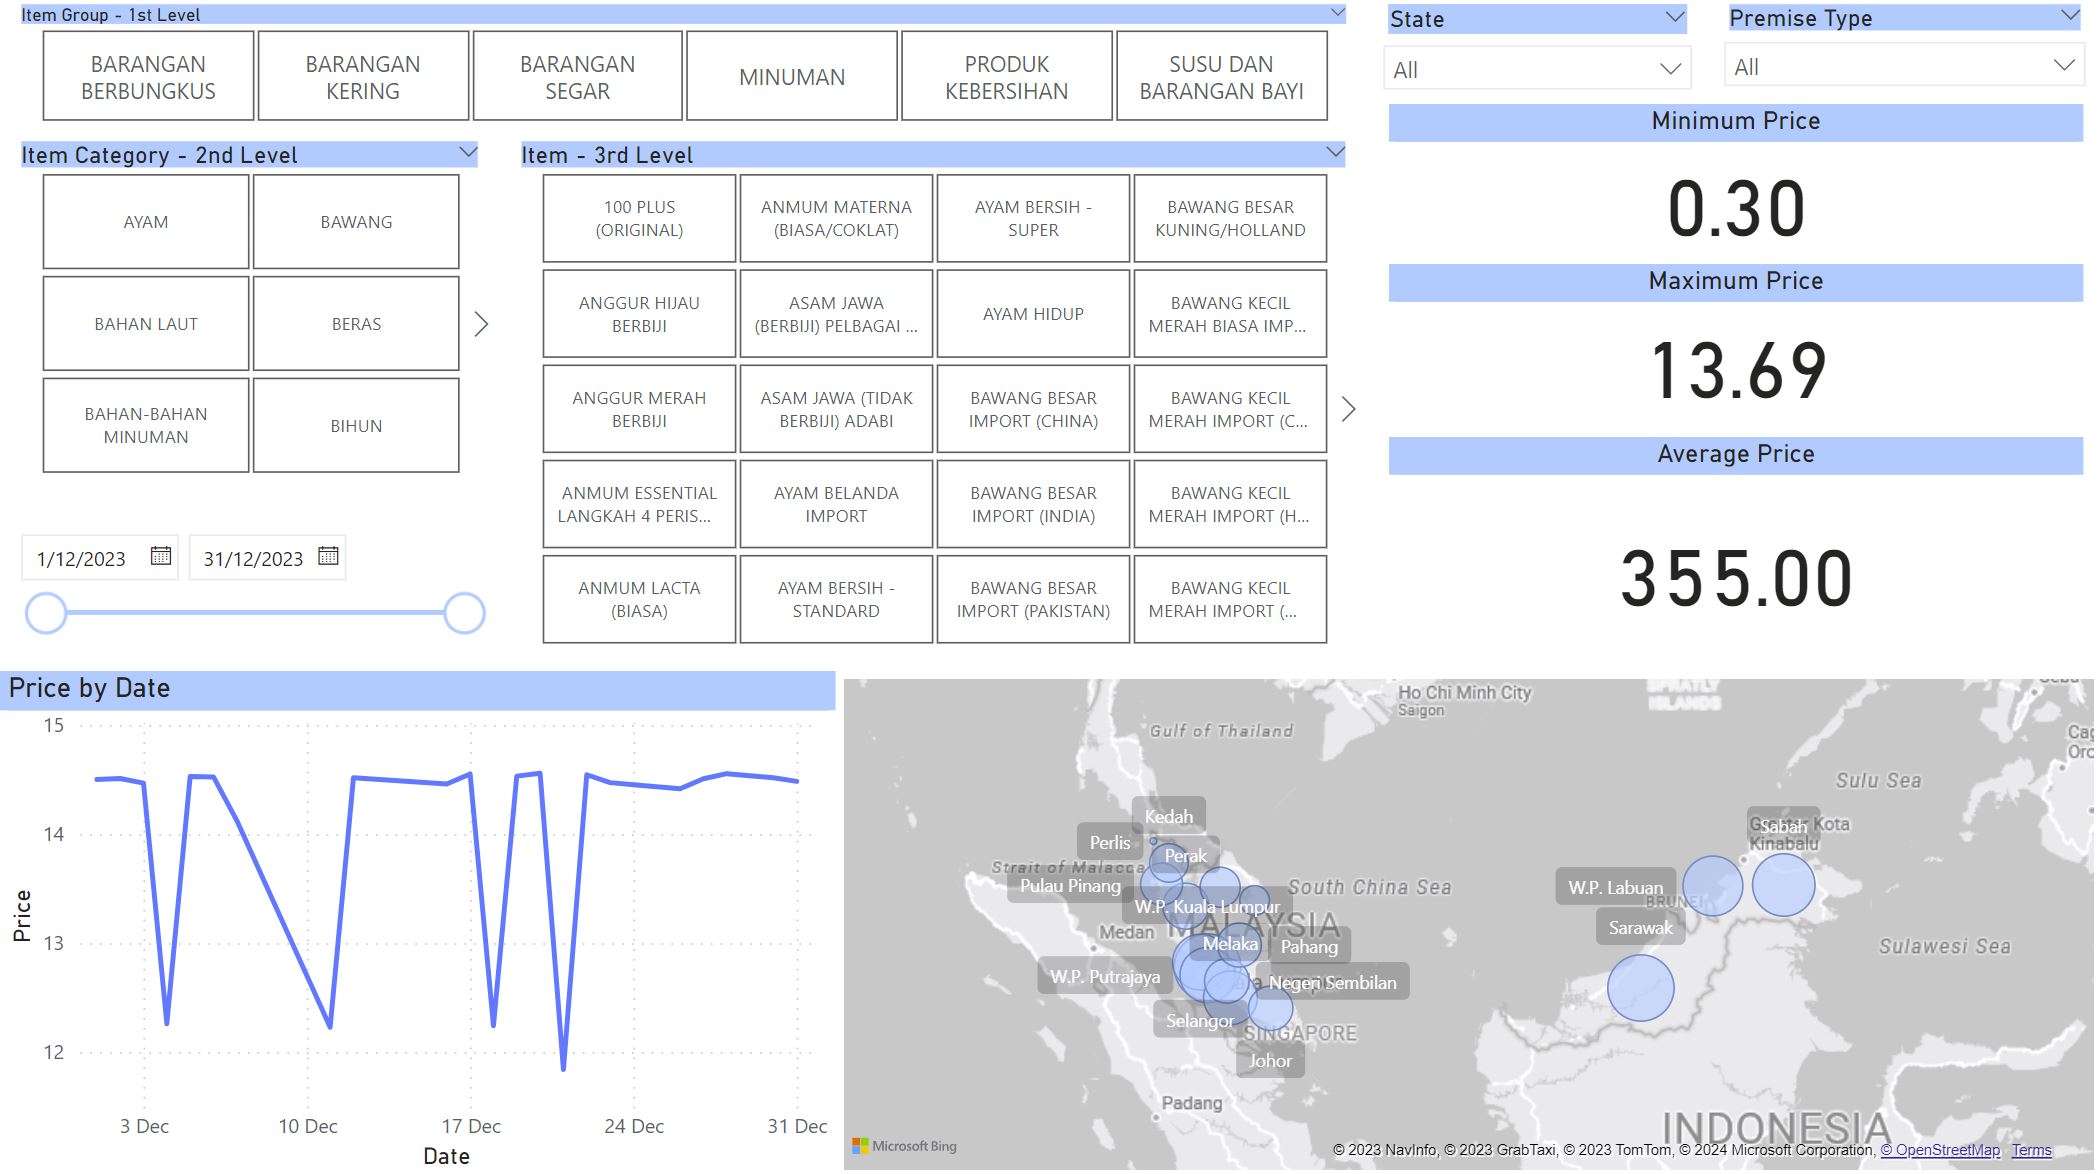 Item Group - 1st Level
BARANGAN
BERBUNGKUS
BARANGAN
KERING
BARANGAN
SEGAR
MINUMAN
PRODUK
KEBERSIHAN
SUSU DAN
BARANGAN BAYI
State
All
Premise Type
All
Item Category - 2nd Level
AYAM
BAWANG
BAHAN LAUT
BERAS
BAHAN-BAHAN
MINUMAN
BIHUN
1/12/2023
31/12/2023
Item - 3rd Level
100 PLUS
(ORIGINAL)
ANMUM MATERNA
(BIASA/COKLAT)
AYAM BERSIH -
SUPER
BAWANG BESAR
KUNING/HOLLAND
ANGGUR HIJAU
BERBIJI
ASAM JAWA
(BERBIJI) PELBAGAI ...
AYAM HIDUP
BAWANG KECIL
MERAH BIASA IMP...
ANGGUR MERAH
BERBIJI
ASAM JAWA (TIDAK
BERBIJI) ADABI
BAWANG BESAR
IMPORT (CHINA)
BAWANG KECIL
MERAH IMPORT (C...
ANMUM ESSENTIAL
LANGKAH 4 PERIS...
AYAM BELANDA
IMPORT
BAWANG BESAR
IMPORT (INDIA)
BAWANG KECIL
MERAH IMPORT (H...
ANMUM LACTA
(BIASA)
AYAM BERSIH -
STANDARD
BAWANG BESAR
IMPORT (PAKISTAN)
BAWANG KECIL
MERAH IMPORT (...
Minimum Price
0.30
Maximum Price
13.69
Average Price
355.00
Price by Date
15
14
13
12
Price
3 Dec
10 Dec
17 Dec
24 Dec
31 Dec
Date
Ho Chi Minh City
Saigon
SPRATLY
ISLANDS
Gulf of Thailand
Sulu Sea
Kedah
Perlis
Perak
Strait of Malacca
Pulau Pinang
South China Sea
W.P. Kuala Lumpur
MALAYSIA
Medan
Melaka
Pahang
W.P. Putrajaya
Negeri Sembilan
Selangor
SINGAPORE
Johor
Padang
Sabah
Greater Kota
Kinabalu
W.P. Labuan
BRUNEI
Sarawak
Sulawesi Sea
INDONESIA
Microsoft Bing
© 2023 NavInfo, © 2023 GrabTaxi, © 2023 TomTom, © 2024 Microsoft Corporation, © OpenStreetMap Terms